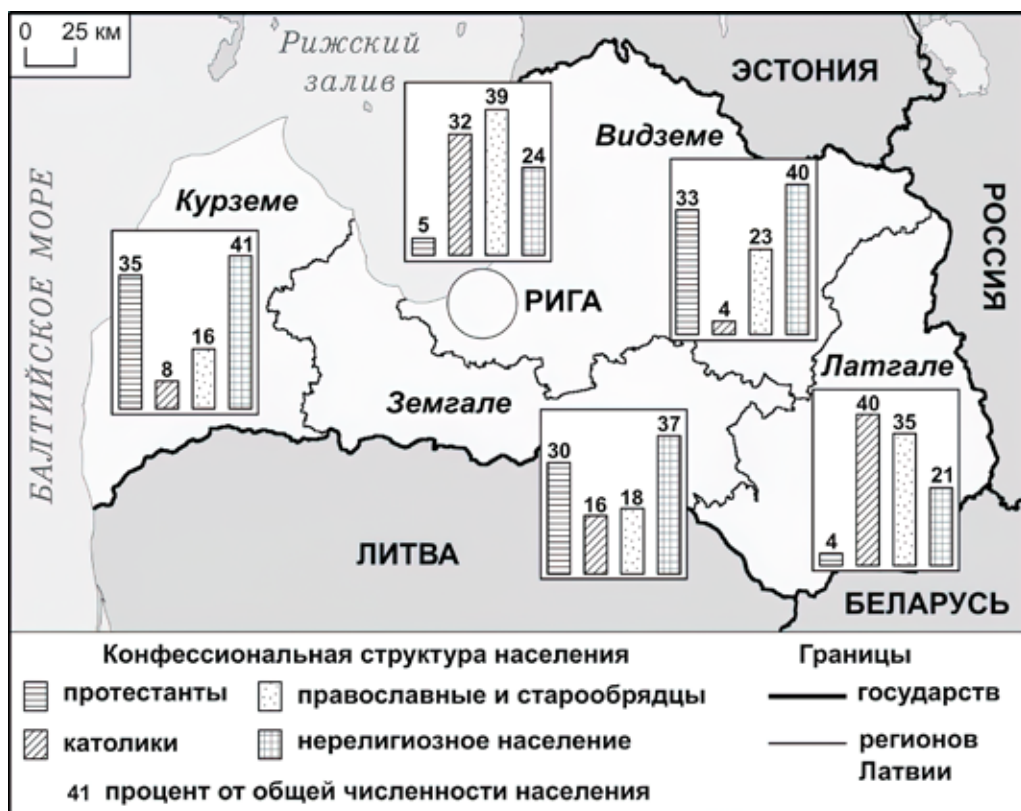 0 25 км
Рижский
залив
ЭСТОНИЯ
БАЛТИЙСКОЕ МОРЕ
РОССИЯ
Курземе
35
8
16
41
5
32
39
24
РИГА
Видземе
33
4
23
40
Земгале
30
16
18
37
Латгале
4
40
35
21
ЛИТВА
БЕЛАРУСЬ
Конфессиональная структура населения
протестанты
православные и старообрядцы
католики
нерелигиозное население
41 процент от общей численности населения
Границы
государств
регионов
Латвии